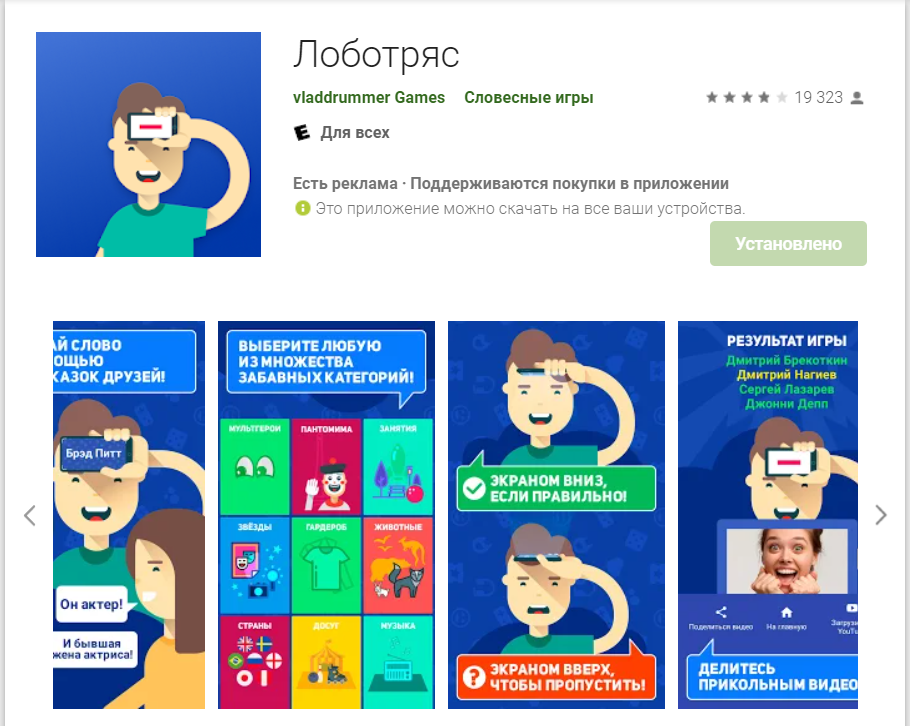 Лоботряс
vladdrummer Games Словесные игры
19 323
Для всех
Есть реклама · Поддерживаются покупки в приложении
Это приложение можно скачать на все ваши устройства.
Установлено
АЙ СЛОВО
ОЩЬЮ
КАЗОК ДРУЗЕЙ!
Брэд Питт
Он актер!
И бывшая
жена актриса!
ВЫБЕРИТЕ ЛЮБУЮ
ИЗ МНОЖЕСТВА
ЗАБАВНЫХ КАТЕГОРИЙ!
МУЛЬТГЕРОИ ПАНТОМИМА ЗАНЯТИЯ
ЗВЁЗДЫ ГАРДЕРОБ ЖИВОТНЫЕ
СТРАНЫ ДОСУГ МУЗЫКА
ЭКРАНОМ ВНИЗ,
ЕСЛИ ПРАВИЛЬНО!
ЭКРАНОМ ВВЕРХ,
ЧТОБЫ ПРОПУСТИТЬ!
РЕЗУЛЬТАТ ИГРЫ
Дмитрий Брекоткин
Дмитрий Нагиев
Сергей Лазарев
Джонни Депп
Поделиться видео На главную Загрузи
YouTu
ДЕЛИТЕСЬ
ПРИКОЛЬНЫМ ВИДЕО